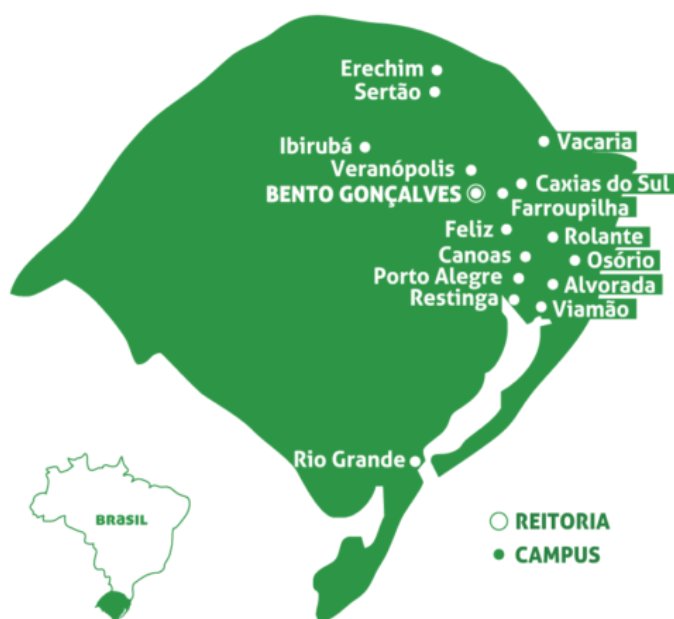 Erechim
Sertão
Vacaria
Ibirubá
Veranópolis
Caxias do Sul
BENTO GONÇALVES
Farroupilha
Feliz
Rolante
Canoas
Osório
Porto Alegre
Alvorada
Restinga
Viamão
Rio Grande
BRASIL
REITORIA
CAMPUS